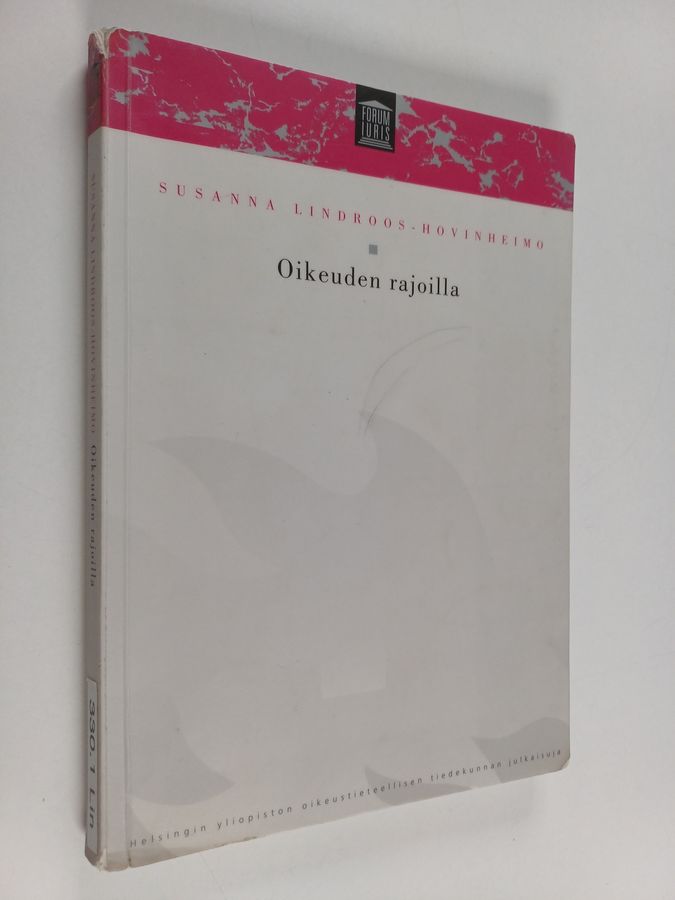 FORUM
IURIS
SUSANNA LINDROOS-HOVINHEIMO
Oikeuden rajoilla
Helsingin yliopiston oikeustieteellisen tiedekunnan julkaisuja
SUSANNA LINDROOS-HOVINHEIMO Oikeuden rajoilla
330.1 Lin